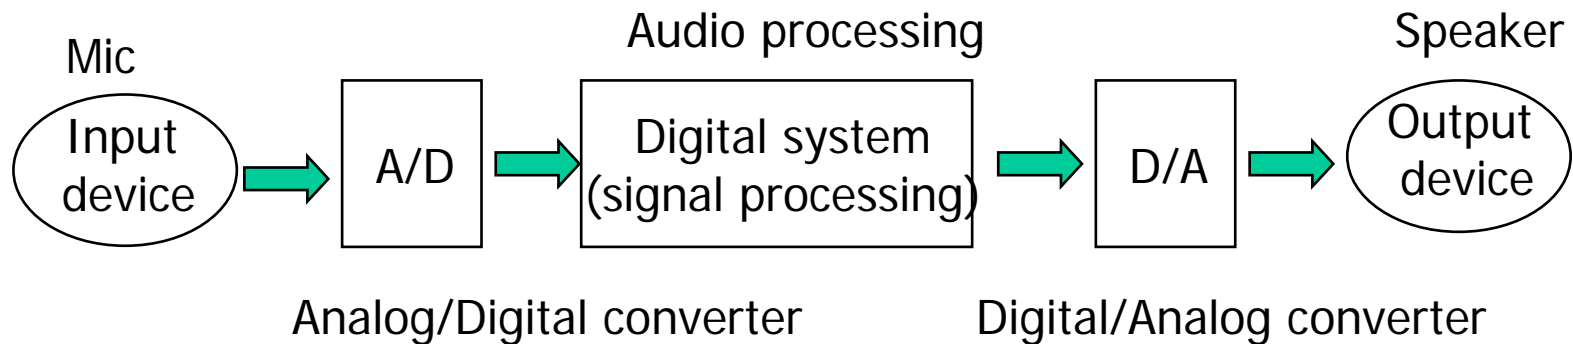 Audio processing
Speaker
Mic
Input
device
A/D
Digital system
(signal processing)
D/A
Output
device
Analog/Digital converter
Digital/Analog converter